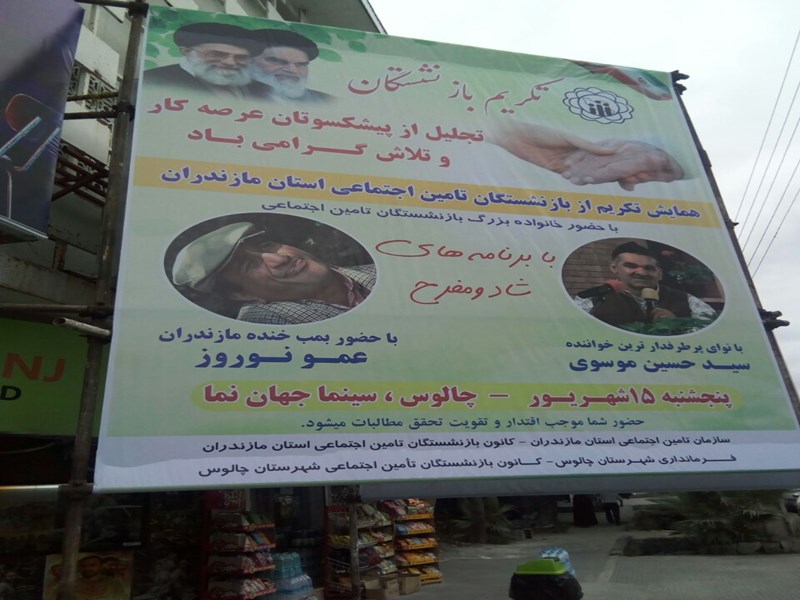 تکریم بازنشستگان
تجلیل از پیشکسوتان عرصه کار
و تلاش گرامی باد
همایش تکریم از بازنشستگان تامین اجتماعی استان مازندران
با حضور خانواده بزرگ بازنشستگان تامین اجتماعی
با برنامه های
شاد و مفرح
با نوای پرطرفدار ترین خواننده
سید حسین موسوی
با حضور بمب خنده مازندران
عمو نوروز
پنجشنبه ۱۵ شهریور - چالوس ، سینما جهان نما
حضور شما موجب اقتدار و تقویت تحقق مطالبات میشود.
سازمان تامین اجتماعی استان مازندران - کانون بازنشستگان تامین اجتماعی استان مازندران
فرمانداری شهرستان چالوس - کانون بازنشستگان تأمین اجتماعی شهرستان چالوس
NJ
D